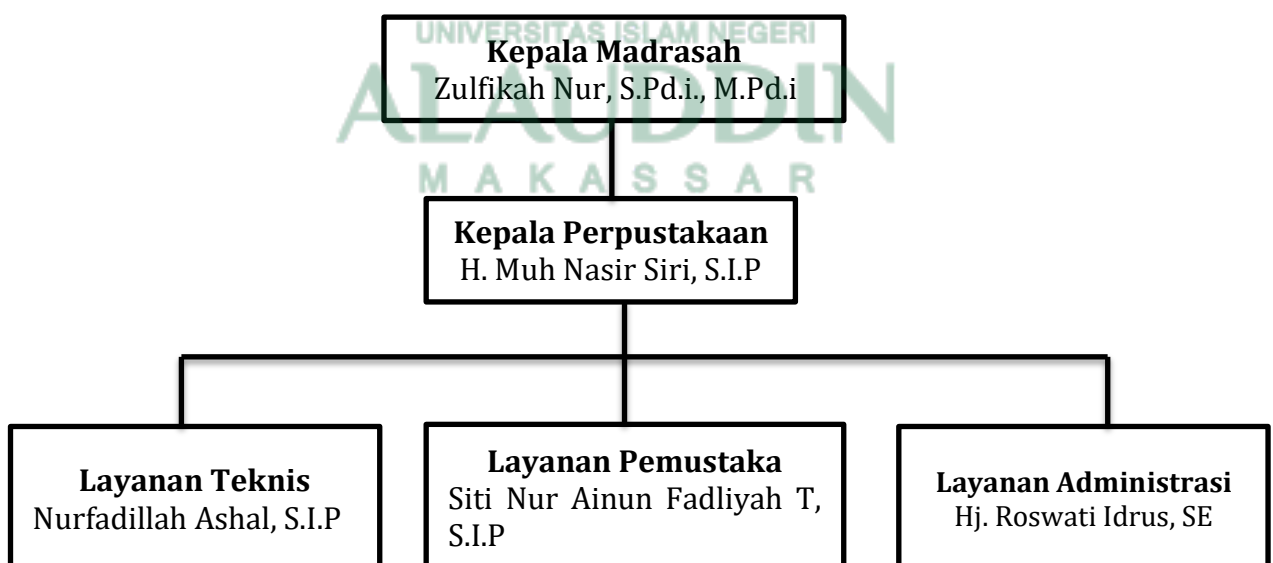 UNIVERSITAS ISLAM NEGERI
ALAUDDIN
MAKASSAR
Kepala Madrasah
Zulfikah Nur, S.Pd.i., M.Pd.i
Kepala Perpustakaan
H. Muh Nasir Siri, S.I.P
Layanan Teknis
Nurfadillah Ashal, S.I.P
Layanan Pemustaka
Siti Nur Ainun Fadliyah T,
S.I.P
Layanan Administrasi
Hj. Roswati Idrus, SE